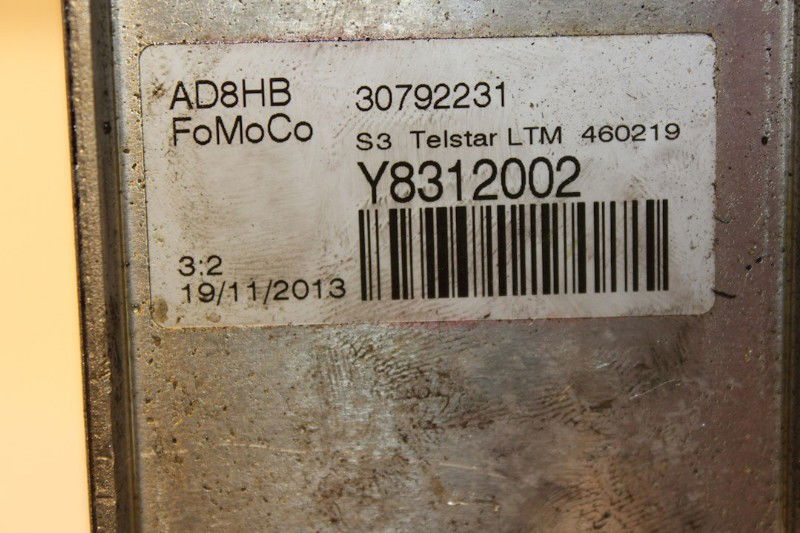 AD8HB 30792231
FoMoCo S3 Telstar LTM 460219
Y8312002
3:2
19/11/2013